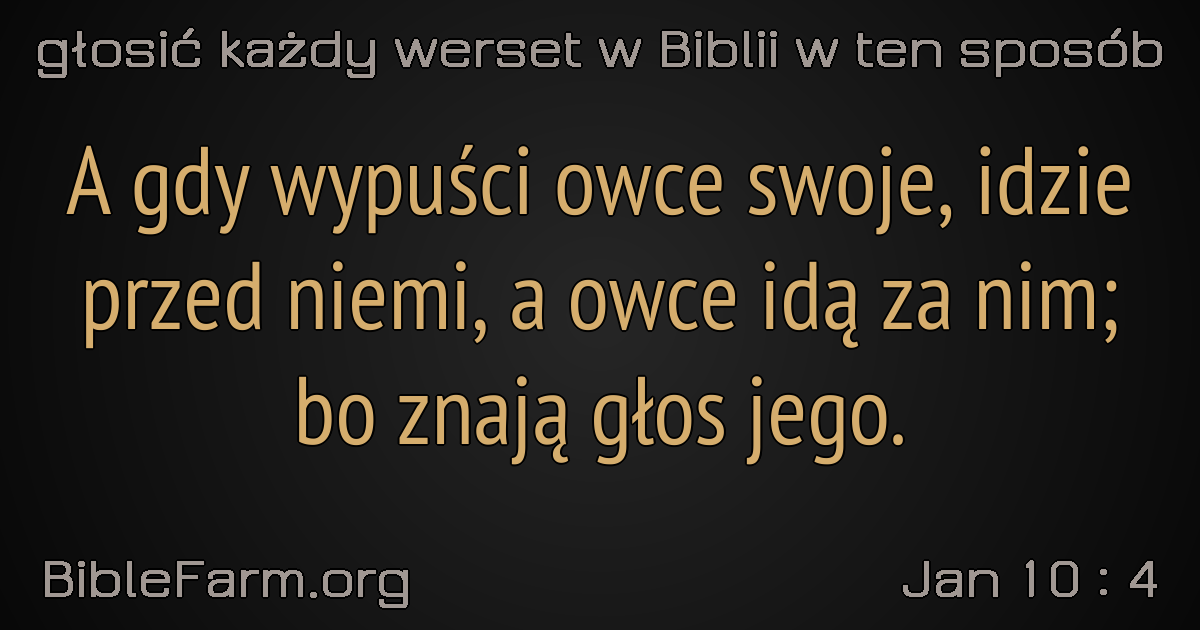 głosić każdy werset w Biblii w ten sposób
A gdy wypuści owce swoje, idzie
przed niemi, a owce idą za nim;
bo znają głos jego.
BibleFarm.org
Jan 10 : 4